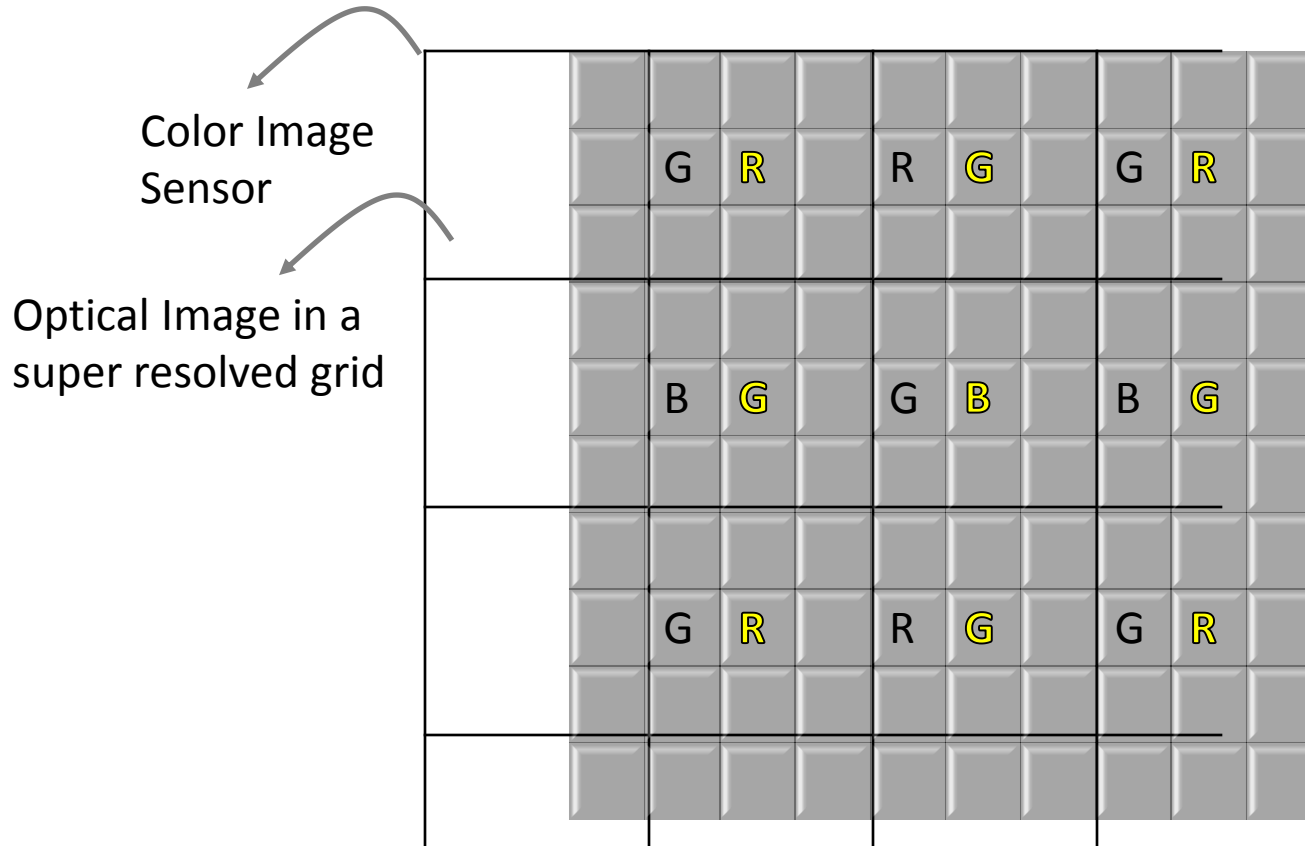 Color Image
Sensor
G R R G G R
Optical Image in a
super resolved grid
B G G B B G
G R R G G R